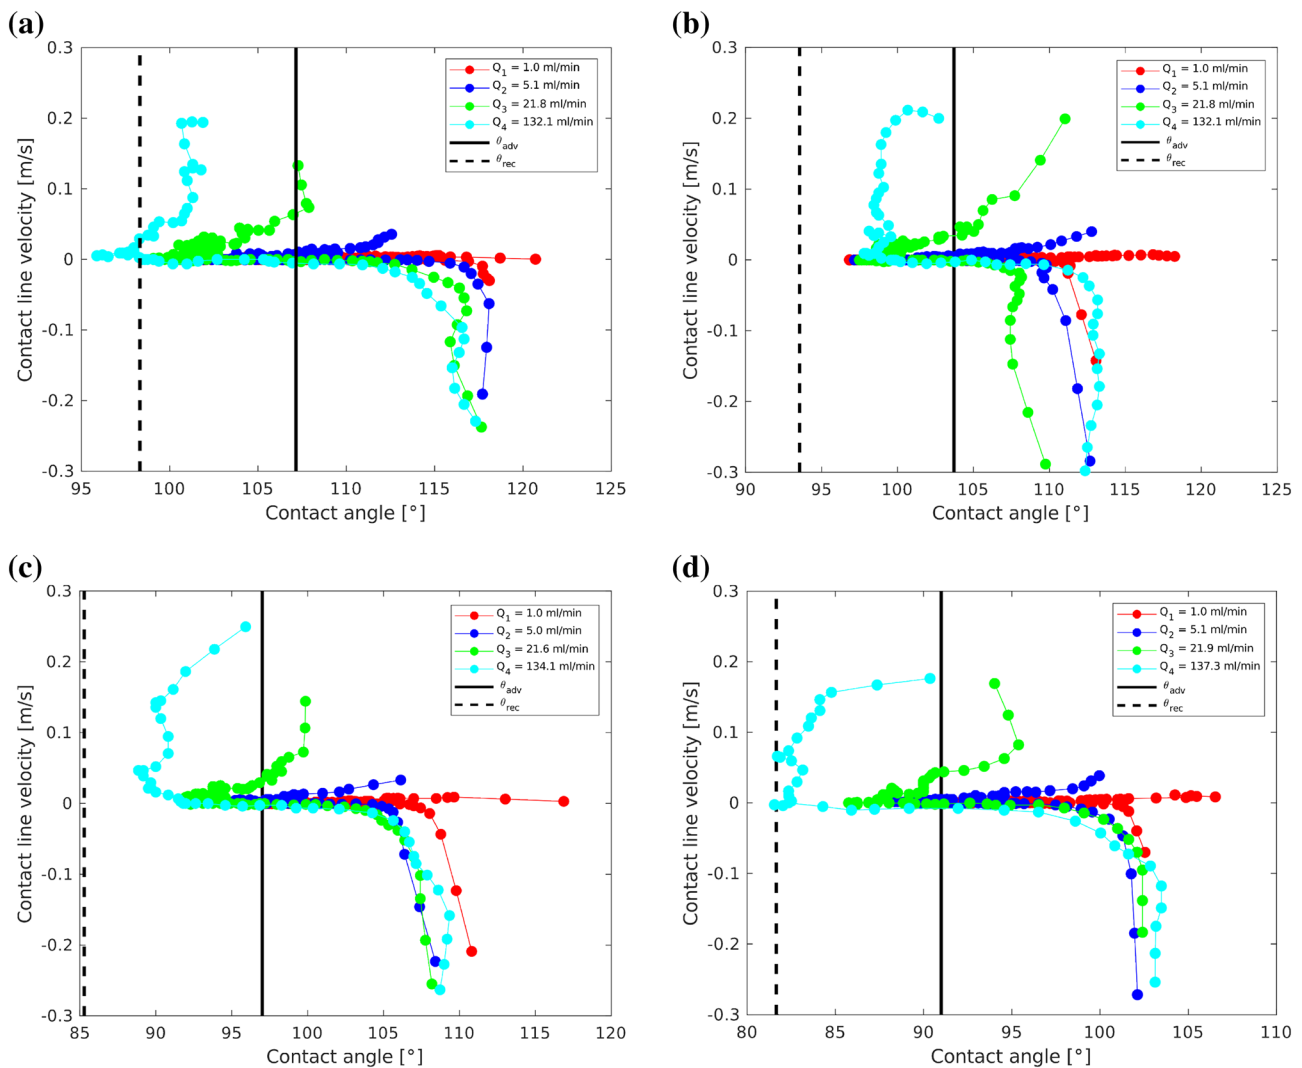 (a)
0.3
0.2
0.1
0
-0.1
-0.2
-0.3
95
100
105
110
115
120
125
Contact line velocity [m/s]
Contact angle [°]
Q1 = 1.0 ml/min
Q2 = 5.1 ml/min
Q3 = 21.8 ml/min
Q4 = 132.1 ml/min
θadv
θrec
(b)
0.3
0.2
0.1
0
-0.1
-0.2
-0.3
90
95
100
105
110
115
120
125
Contact line velocity [m/s]
Contact angle [°]
Q1 = 1.0 ml/min
Q2 = 5.1 ml/min
Q3 = 21.8 ml/min
Q4 = 132.1 ml/min
θadv
θrec
(c)
0.3
0.2
0.1
0
-0.1
-0.2
-0.3
85
90
95
100
105
110
115
120
Contact line velocity [m/s]
Contact angle [°]
Q1 = 1.0 ml/min
Q2 = 5.0 ml/min
Q3 = 21.6 ml/min
Q4 = 134.1 ml/min
θadv
θrec
(d)
0.3
0.2
0.1
0
-0.1
-0.2
-0.3
80
85
90
95
100
105
110
Contact line velocity [m/s]
Contact angle [°]
Q1 = 1.0 ml/min
Q2 = 5.1 ml/min
Q3 = 21.9 ml/min
Q4 = 137.3 ml/min
θadv
θrec